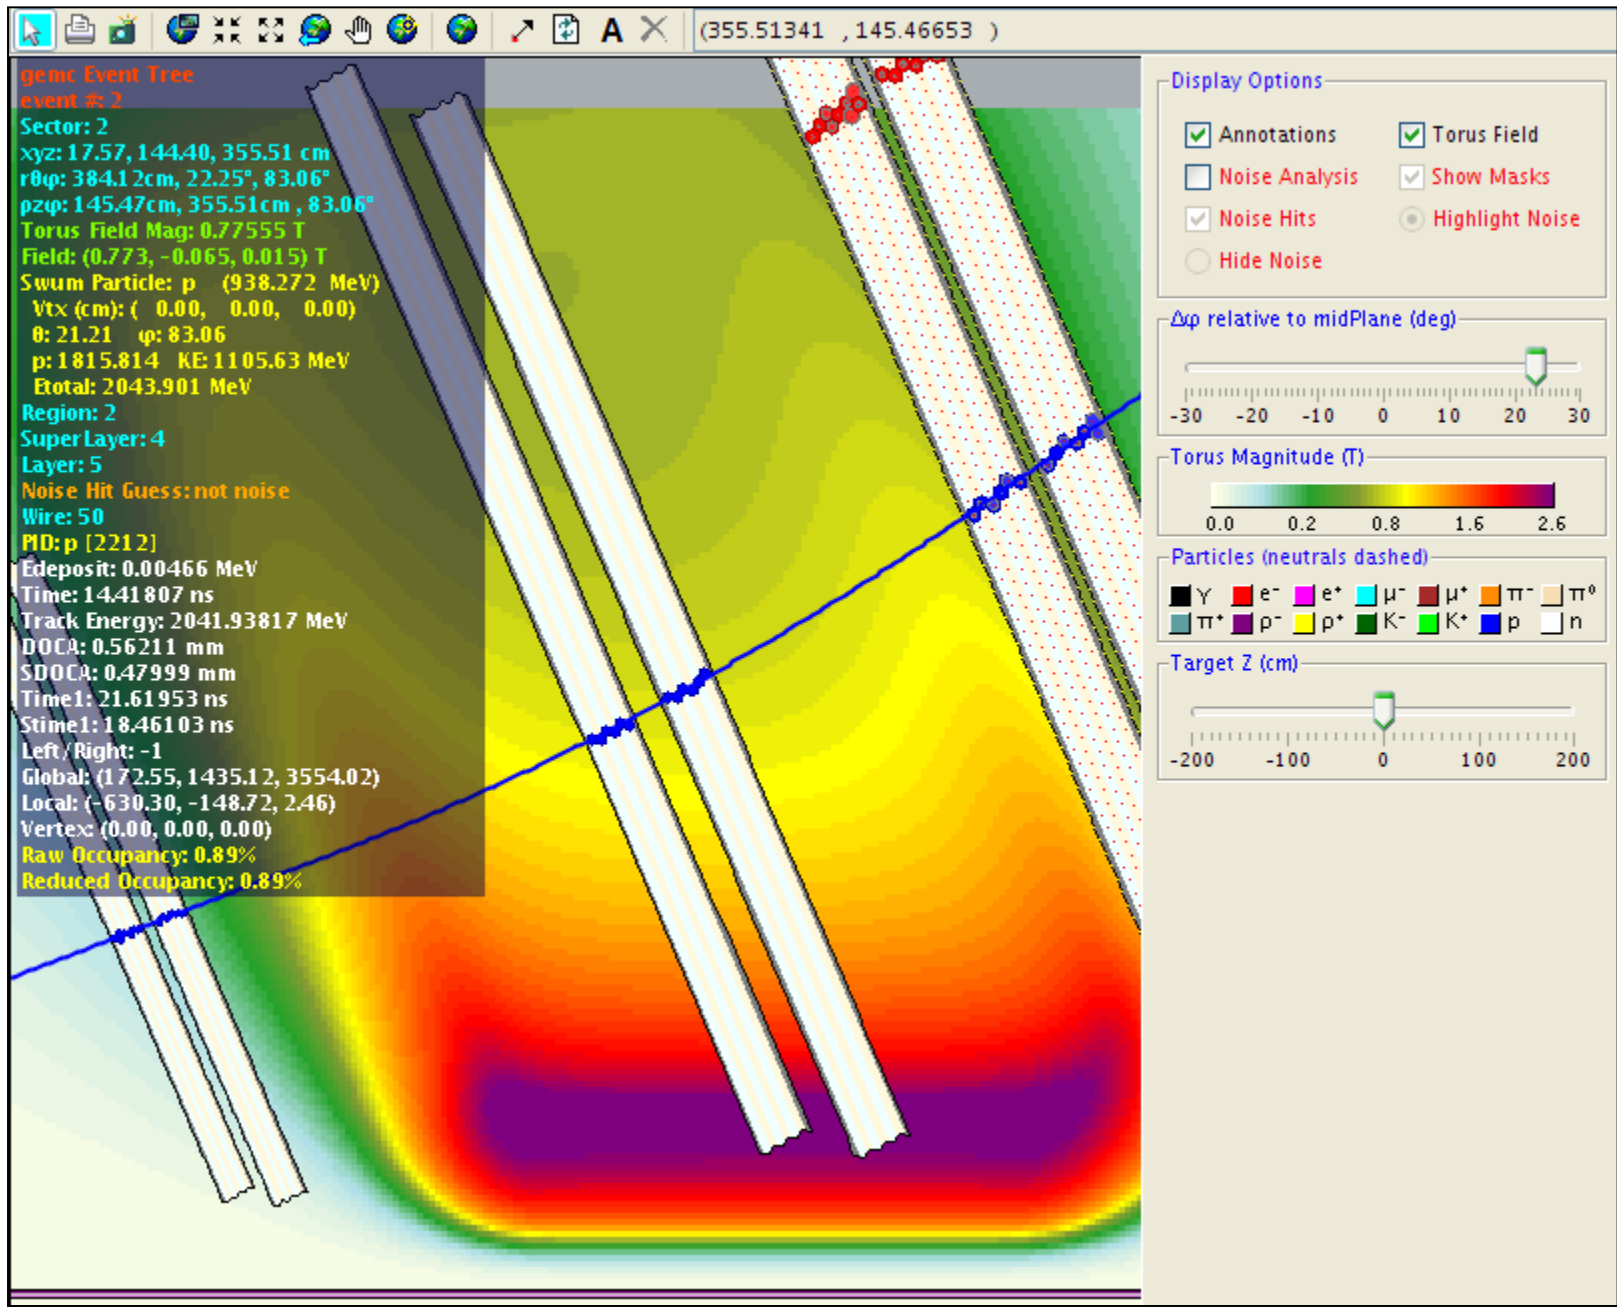 (355.51341 ,145.46653 )
gemc Event Tree
event #: 2
Sector: 2
xyz: 17.57, 144.40, 355.51 cm
rθφ: 384.12cm, 22.25°, 83.06°
ρzφ: 145.47cm, 355.51cm , 83.06°
Torus Field Mag: 0.77555 T
Field: (0.773, -0.065, 0.015) T
Swum Particle: p (938.272 MeV)
Vtx (cm): ( 0.00, 0.00, 0.00)
θ: 21.21 φ: 83.06
p: 1815.814 KE: 1105.63 MeV
Etotal: 2043.901 MeV
Region: 2
SuperLayer: 4
Layer: 5
Noise Hit Guess: not noise
Wire: 50
PID: p [2212]
Edeposit: 0.00466 MeV
Time: 14.41807 ns
Track Energy: 2041.93817 MeV
DOCA: 0.56211 mm
SDOCA: 0.47999 mm
Time1: 21.61953 ns
Stime1: 18.46103 ns
Left/Right: -1
Global: (172.55, 1435.12, 3554.02)
Local: (-630.30, -148.72, 2.46)
Vertex: (0.00, 0.00, 0.00)
Raw Occupancy: 0.89%
Reduced Occupancy: 0.89%
Display Options
Annotations Torus Field
Noise Analysis Show Masks
Noise Hits Highlight Noise
Hide Noise
Δφ relative to midPlane (deg)
-30 -20 -10 0 10 20 30
Torus Magnitude (T)
0.0 0.2 0.8 1.6 2.6
Particles (neutrals dashed)
γ e⁻ e⁺ μ⁻ μ⁺ π⁻ π⁰
π⁺ ρ⁻ ρ⁺ K⁻ K⁺ p n
Target Z (cm)
-200 -100 0 100 200